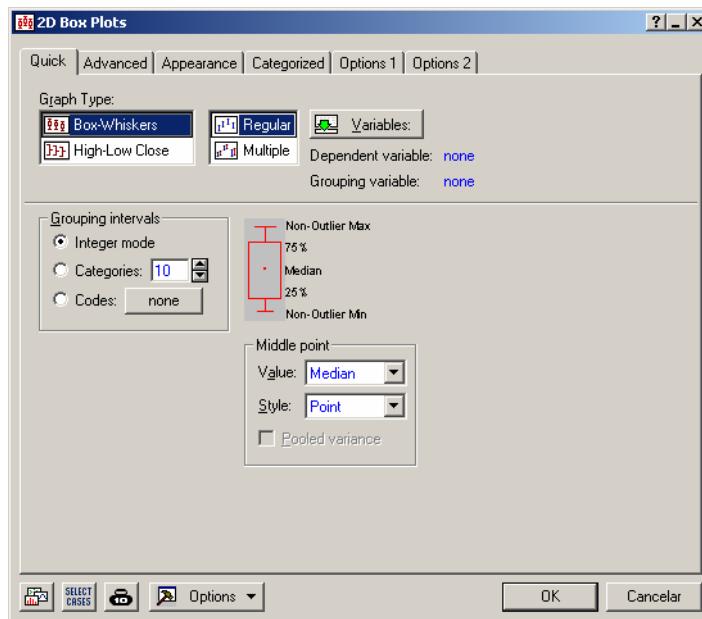 2D Box Plots
Quick Advanced Appearance Categorized Options 1 Options 2
Graph Type:
Box-Whiskers
High-Low Close
Regular
Multiple
Variables:
Dependent variable: none
Grouping variable: none
Grouping intervals
Integer mode
Categories: 10
Codes: none
Non-Outlier Max
75%
Median
25%
Non-Outlier Min
Middle point
Value: Median
Style: Point
Pooled variance
SELECT
CASES
Options
OK
Cancelar